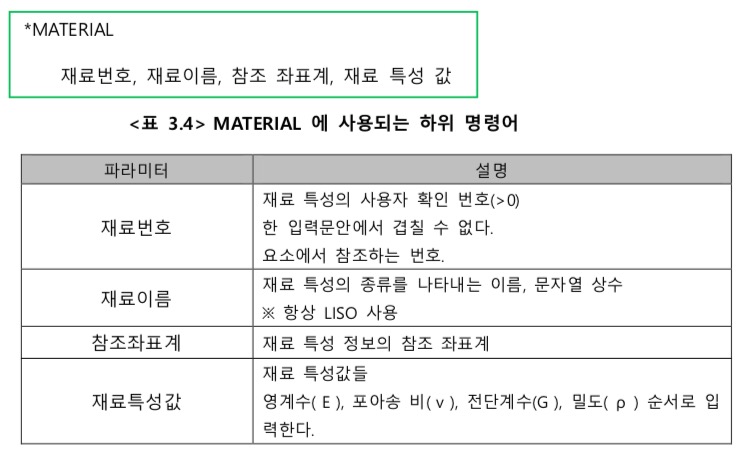 *MATERIAL
재료번호, 재료이름, 참조 좌표계, 재료 특성 값
<표 3.4> MATERIAL 에 사용되는 하위 명령어
파라미터 설명
재료번호
재료 특성의 사용자 확인 번호(>0)
한 입력문안에서 겹칠 수 없다.
요소에서 참조하는 번호.
재료이름
재료 특성의 종류를 나타내는 이름, 문자열 상수
※ 항상 LISO 사용
참조좌표계 재료 특성 정보의 참조 좌표계
재료특성값
재료 특성값들
영계수( E ), 포아송 비( ν ), 전단계수(G ), 밀도( ρ ) 순서로 입
력한다.